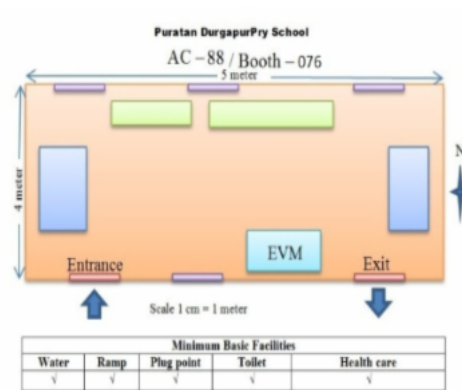 Puratan DurgapurPry School
AC – 88 / Booth – 076
5 meter
4 meter
N
EVM
Entrance
Exit
Scale 1 cm = 1 meter
Minimum Basic Facilities
Water Ramp Plug point Toilet Health care
√ √ √ √ √